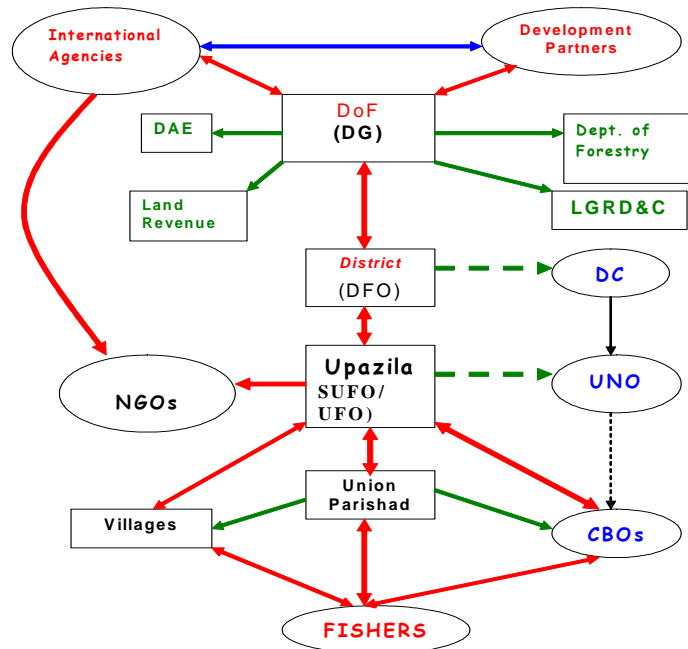 International
Agencies
Development
Partners
DoF
(DG)
DAE
Dept. of
Forestry
Land
Revenue
LGRD&C
District
(DFO)
DC
Upazila
SUFO/
UFO)
UNO
NGOs
Union
Parishad
Villages
CBOs
FISHERS